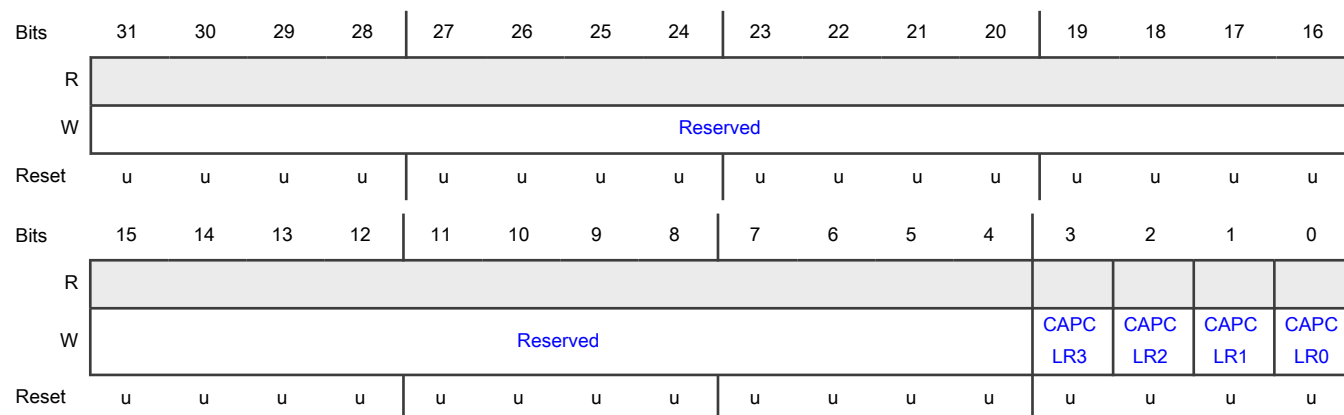 Bits 31 30 29 28 27 26 25 24 23 22 21 20 19 18 17 16
R
W Reserved
Reset u u u u u u u u u u u u u u u u
Bits 15 14 13 12 11 10 9 8 7 6 5 4 3 2 1 0
R
W Reserved CAPC LR3 CAPC LR2 CAPC LR1 CAPC LR0
Reset u u u u u u u u u u u u u u u u